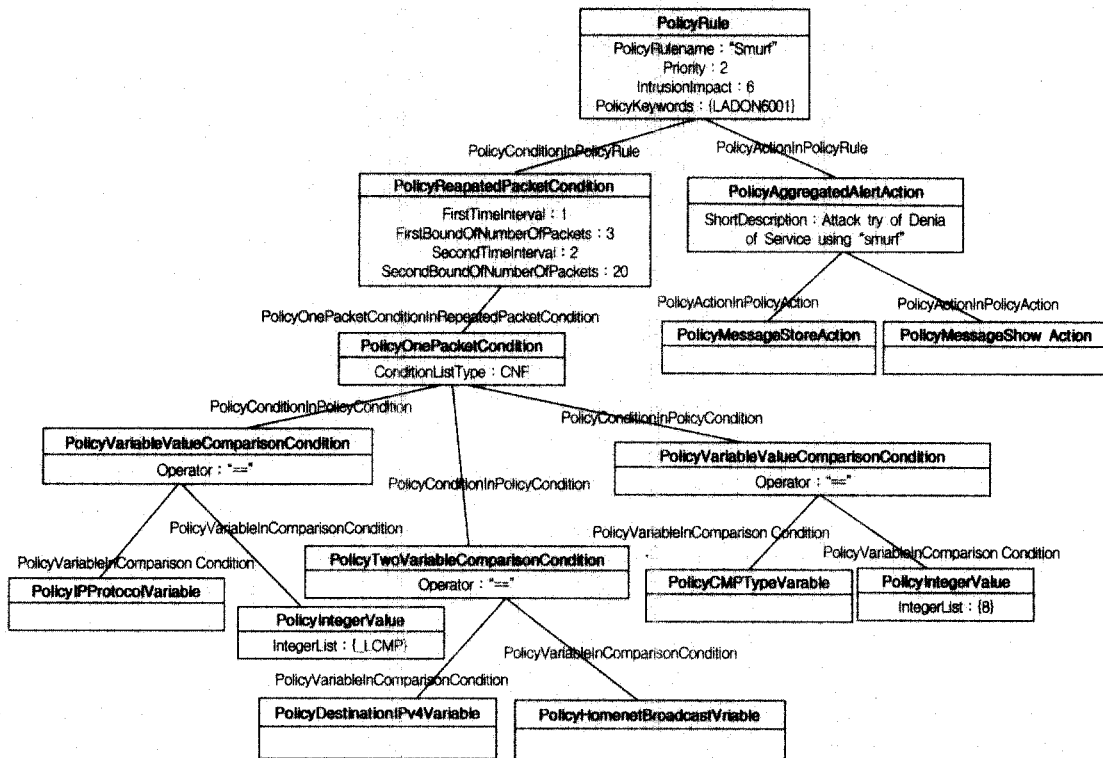 PolicyRule
PolicyRulename : "Smurf"
Priority : 2
IntrusionImpact : 6
PolicyKeywords : {LADON6001}
PolicyConditionInPolicyRule
PolicyActionInPolicyRule
PolicyReapatedPacketCondition
FirstTimeInterval : 1
FirstBoundOfNumberOfPackets : 3
SecondTimeInterval : 2
SecondBoundOfNumberOfPackets : 20
PolicyAggregatedAlertAction
ShortDescription : Attack try of Denia
of Service using "smurf"
PolicyActionInPolicyAction
PolicyActionInPolicyAction
PolicyMessageStoreAction
PolicyMessageShow Action
PolicyOnePacketConditionInRepeatedPacketCondition
PolicyOnePacketCondition
ConditionListType : CNF
PolicyConditionInPolicyCondition
PolicyConditionInPolicyCondition
PolicyConditionInPolicyCondition
PolicyVariableValueComparisonCondition
Operator : "=="
PolicyVariableValueComparisonCondition
Operator : "=="
PolicyVariableInComparison Condition
PolicyVariableInComparisonCondition
PolicyIPProtocolVariable
PolicyIntegerValue
IntegerList : {_LCMP}
PolicyTwoVariableComparisonCondition
Operator : "=="
PolicyVariableInComparison Condition
PolicyVariableInComparison Condition
PolicyCMPTypeVarable
PolicyIntegerValue
IntegerList : {8}
PolicyVariableInComparisonCondition
PolicyVariableInComparisonCondition
PolicyDestinationIPv4Variable
PolicyHomenetBroadcastVriable